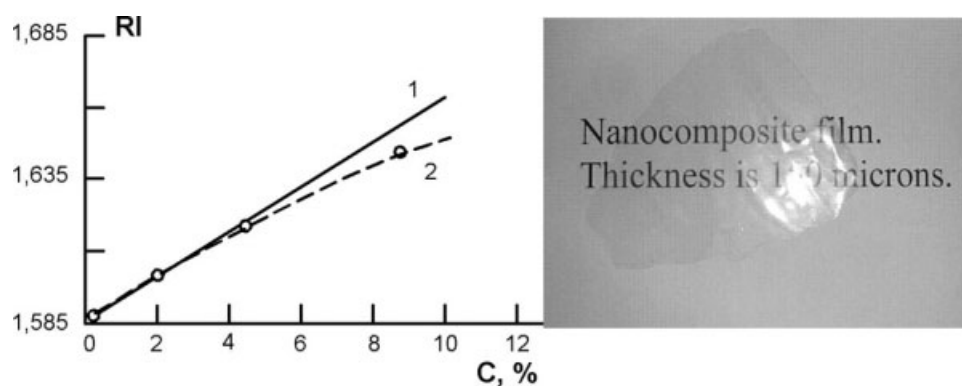 RI
1,685
1,635
1,585
1
2
0 2 4 6 8 10 12
C, %
Nanocomposite film.
Thickness is microns.